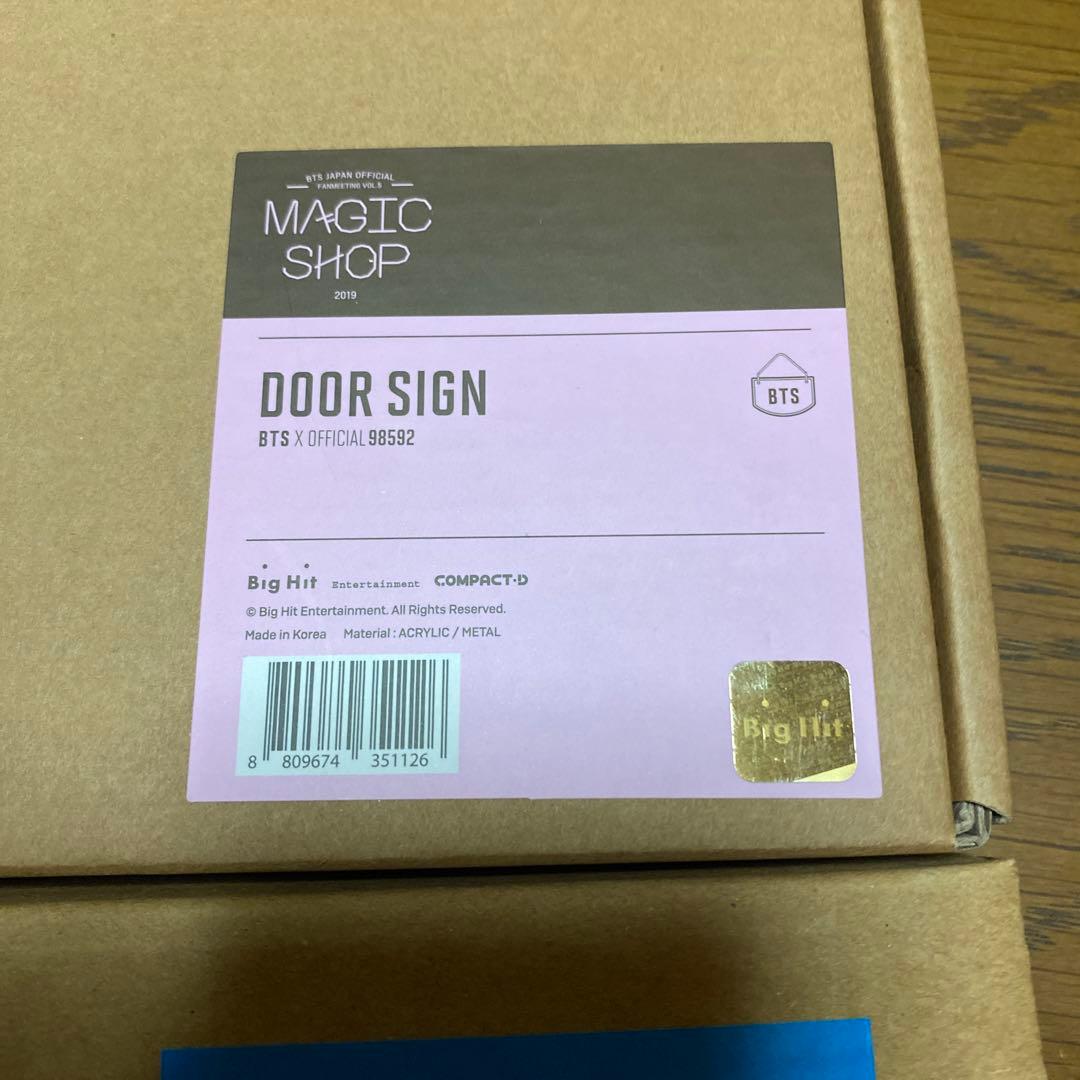 BTS JAPAN OFFICIAL
FANMEETING VOL.5
MAGIC
SHOP
2019
DOOR SIGN
BTS
BTS X OFFICIAL 98592
Big Hit Entertainment COMPACT·D
© Big Hit Entertainment. All Rights Reserved.
Made in Korea Material : ACRYLIC / METAL
Big Hit
8 809674 351126